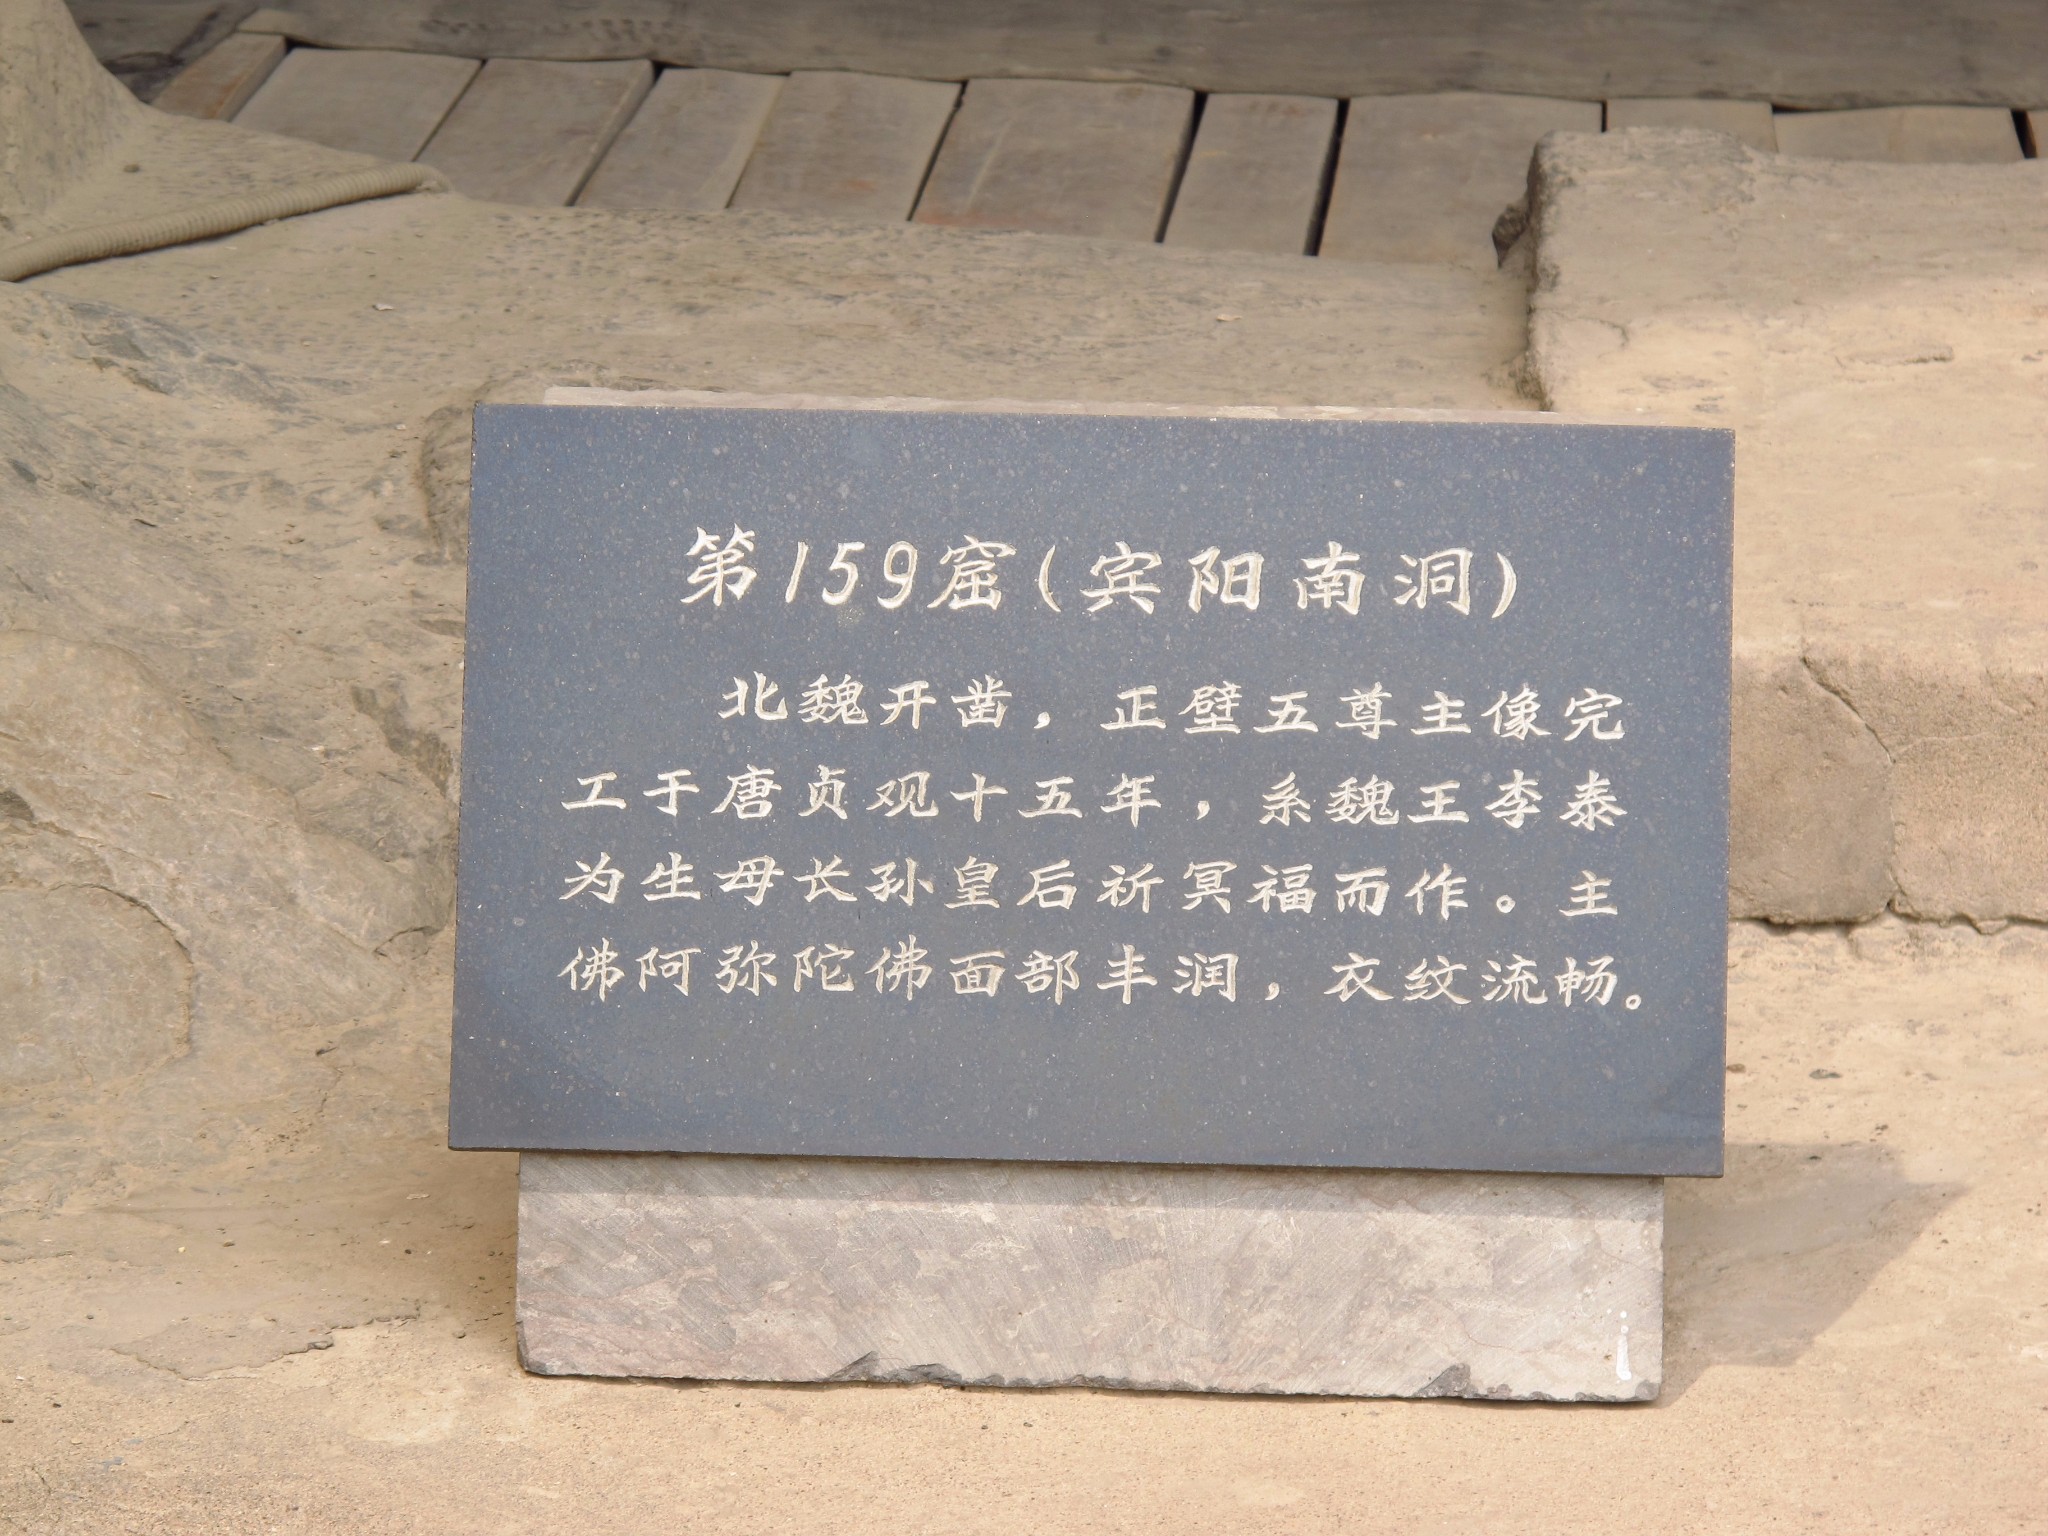 第159窟(宾阳南洞)
北魏开凿，正壁五尊主像完
工于唐贞观十五年，系魏王李泰
为生母长孙皇后祈冥福而作。主
佛阿弥陀佛面部丰润，衣纹流畅。